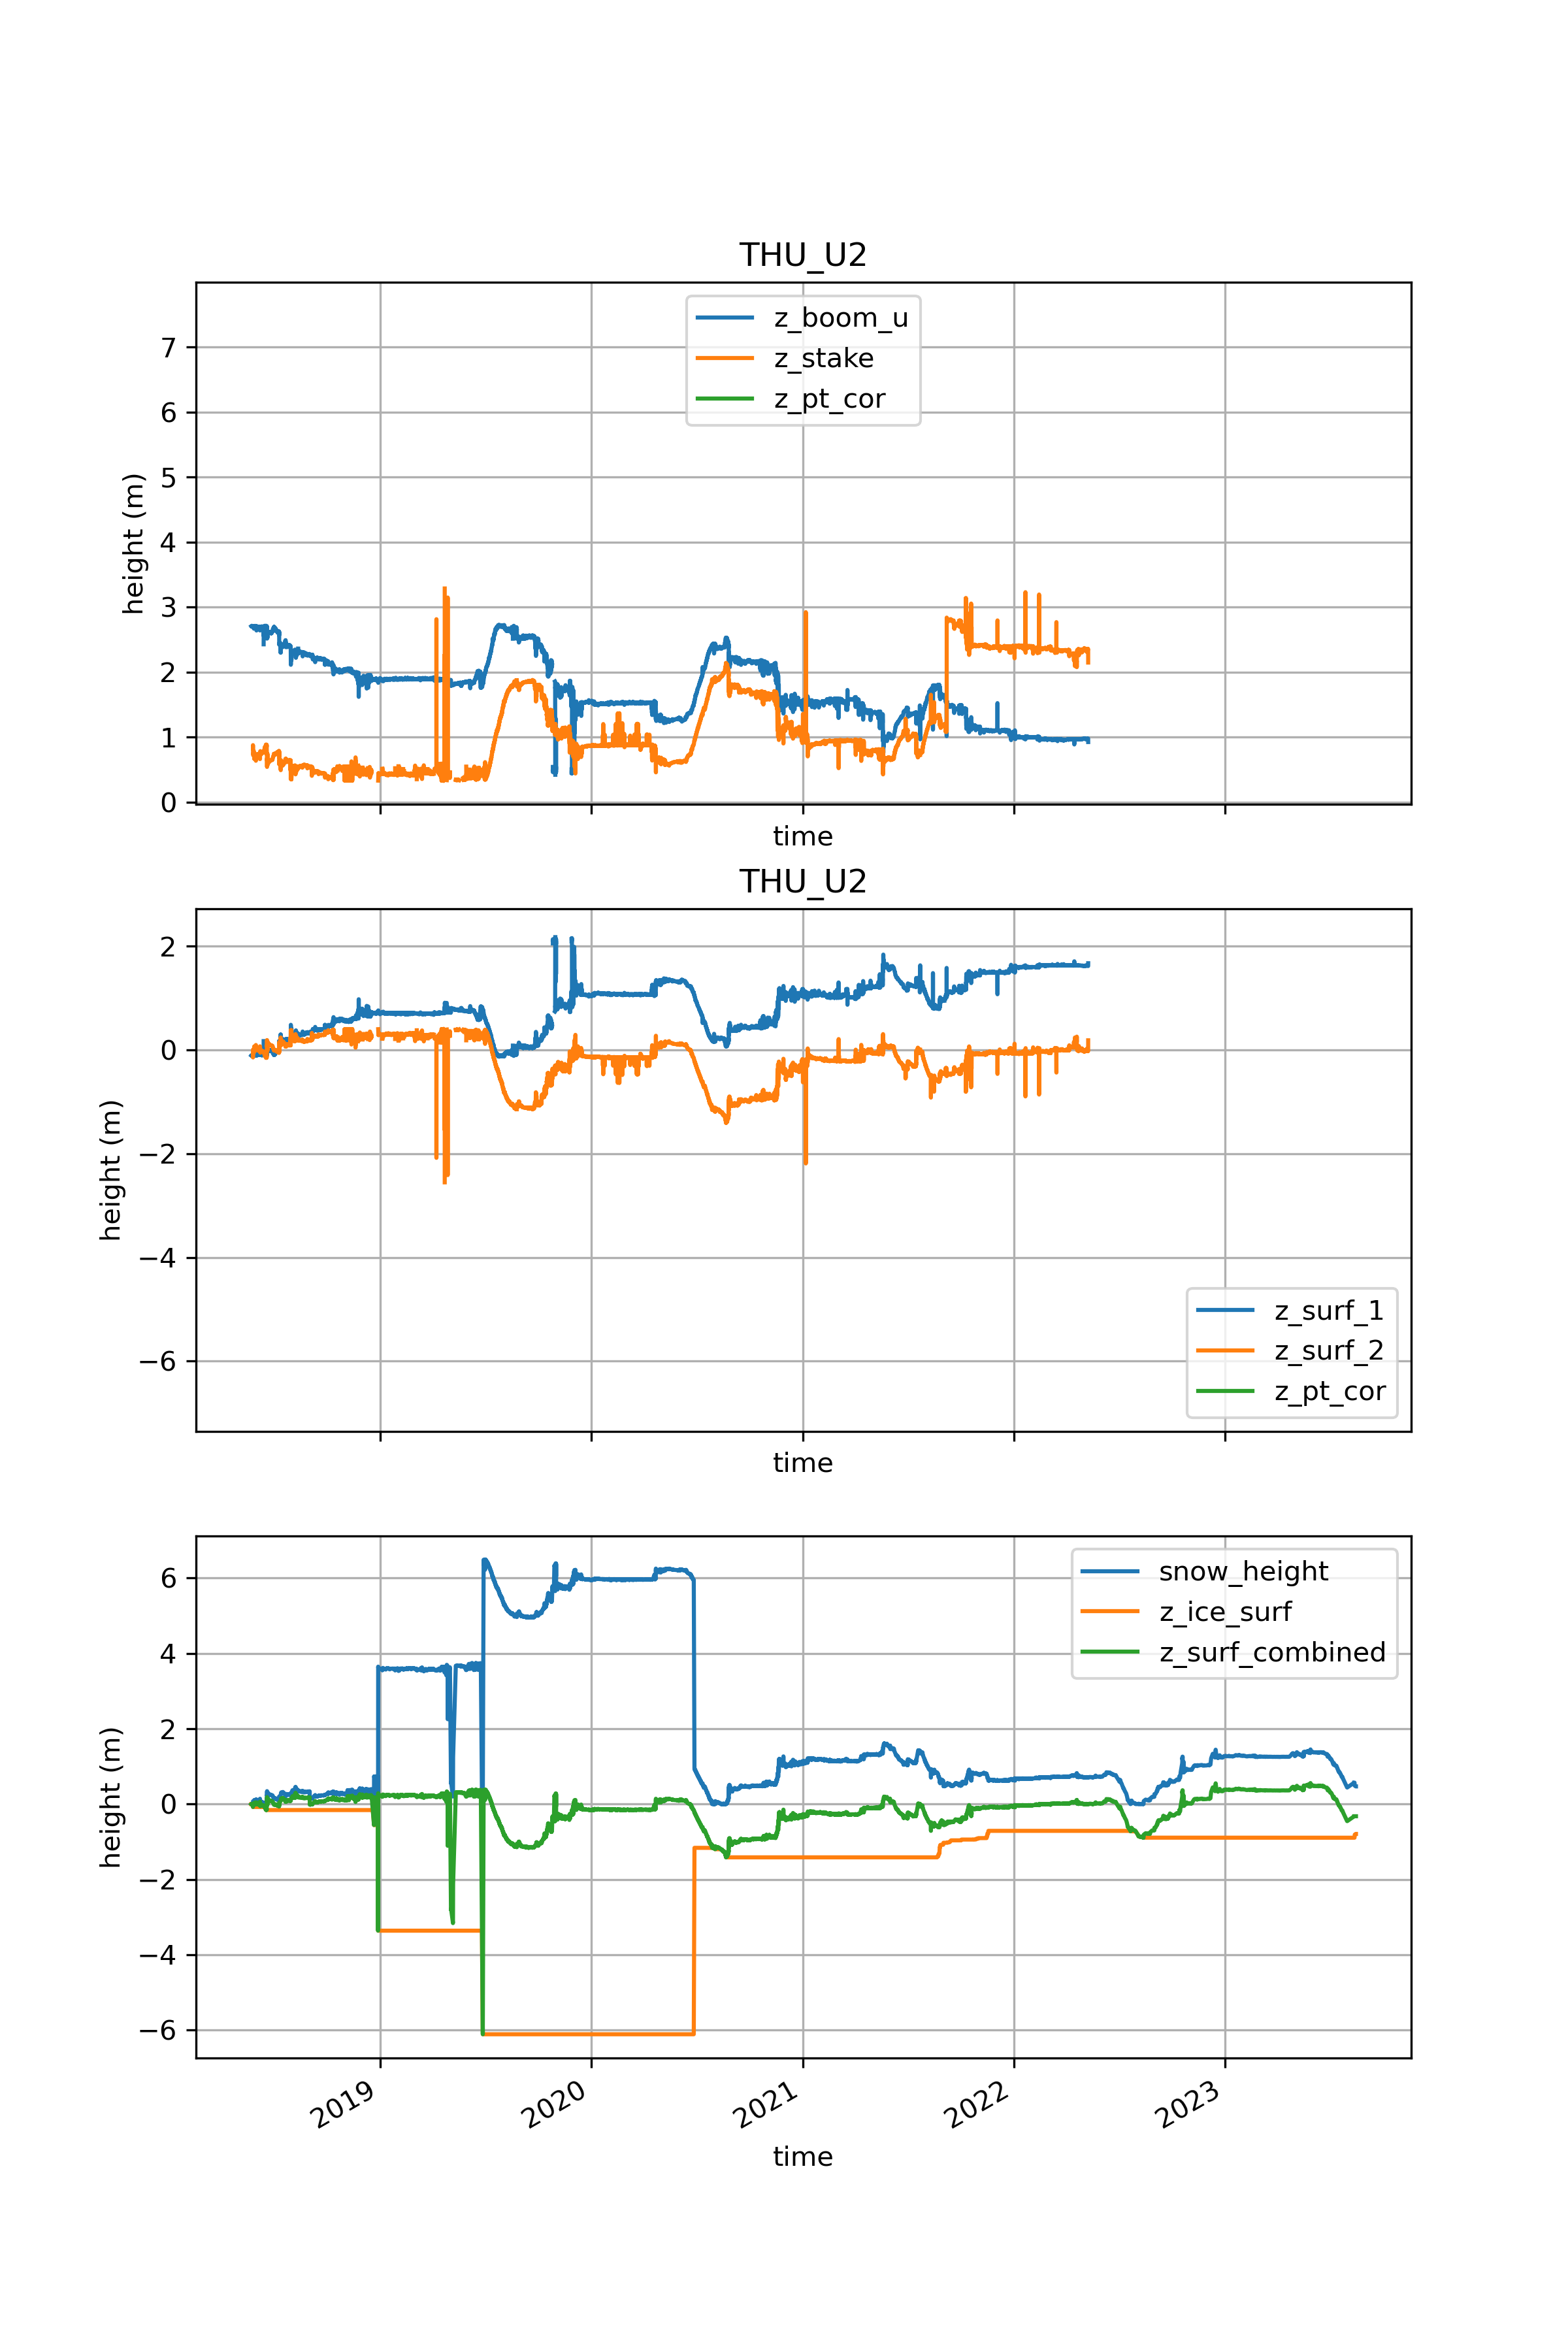 THU_U2
z_boom_u
z_stake
z_pt_cor
7
6
5
4
3
2
1
0
height (m)
time
THU_U2
2
0
−2
−4
−6
height (m)
z_surf_1
z_surf_2
z_pt_cor
time
snow_height
z_ice_surf
z_surf_combined
6
4
2
0
−2
−4
−6
height (m)
2019
2020
2021
2022
2023
time